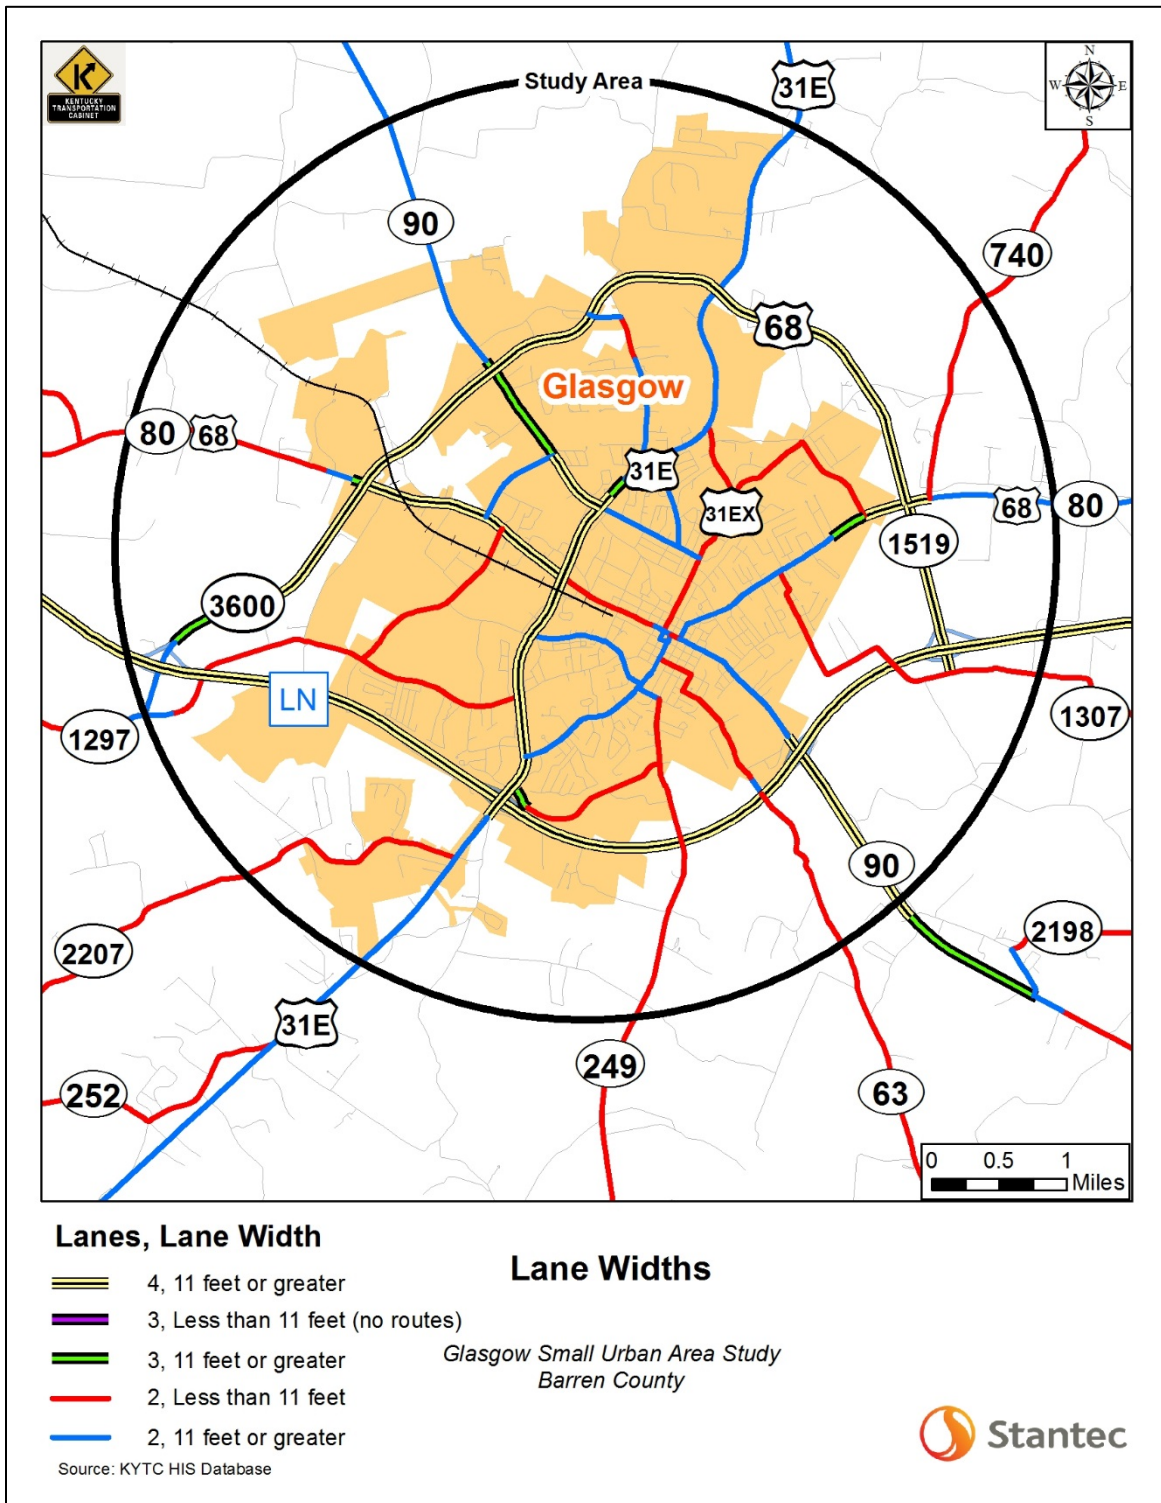 KENTUCKY
TRANSPORTATION
CABINET
Study Area
31E
N
W E
S
90
740
68
Glasgow
80 68
31E
31EX
68 80
1519
3600
LN
1297
1307
90
2207
2198
31E
249
252
63
0 0.5 1
Miles
Lanes, Lane Width
4, 11 feet or greater
3, Less than 11 feet (no routes)
3, 11 feet or greater
2, Less than 11 feet
2, 11 feet or greater
Source: KYTC HIS Database
Lane Widths
Glasgow Small Urban Area Study
Barren County
Stantec